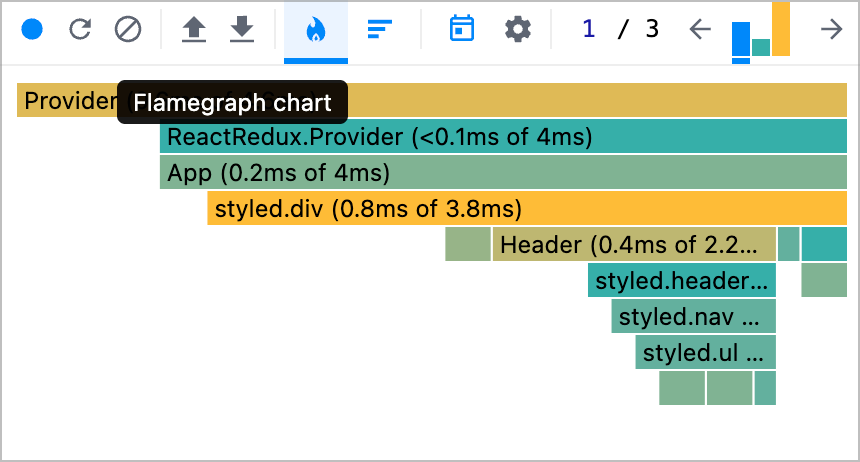 1 / 3
Provider
Flamegraph chart
ReactRedux.Provider (<0.1ms of 4ms)
App (0.2ms of 4ms)
styled.div (0.8ms of 3.8ms)
Header (0.4ms of 2.2...
styled.header...
styled.nav ...
styled.ul ...